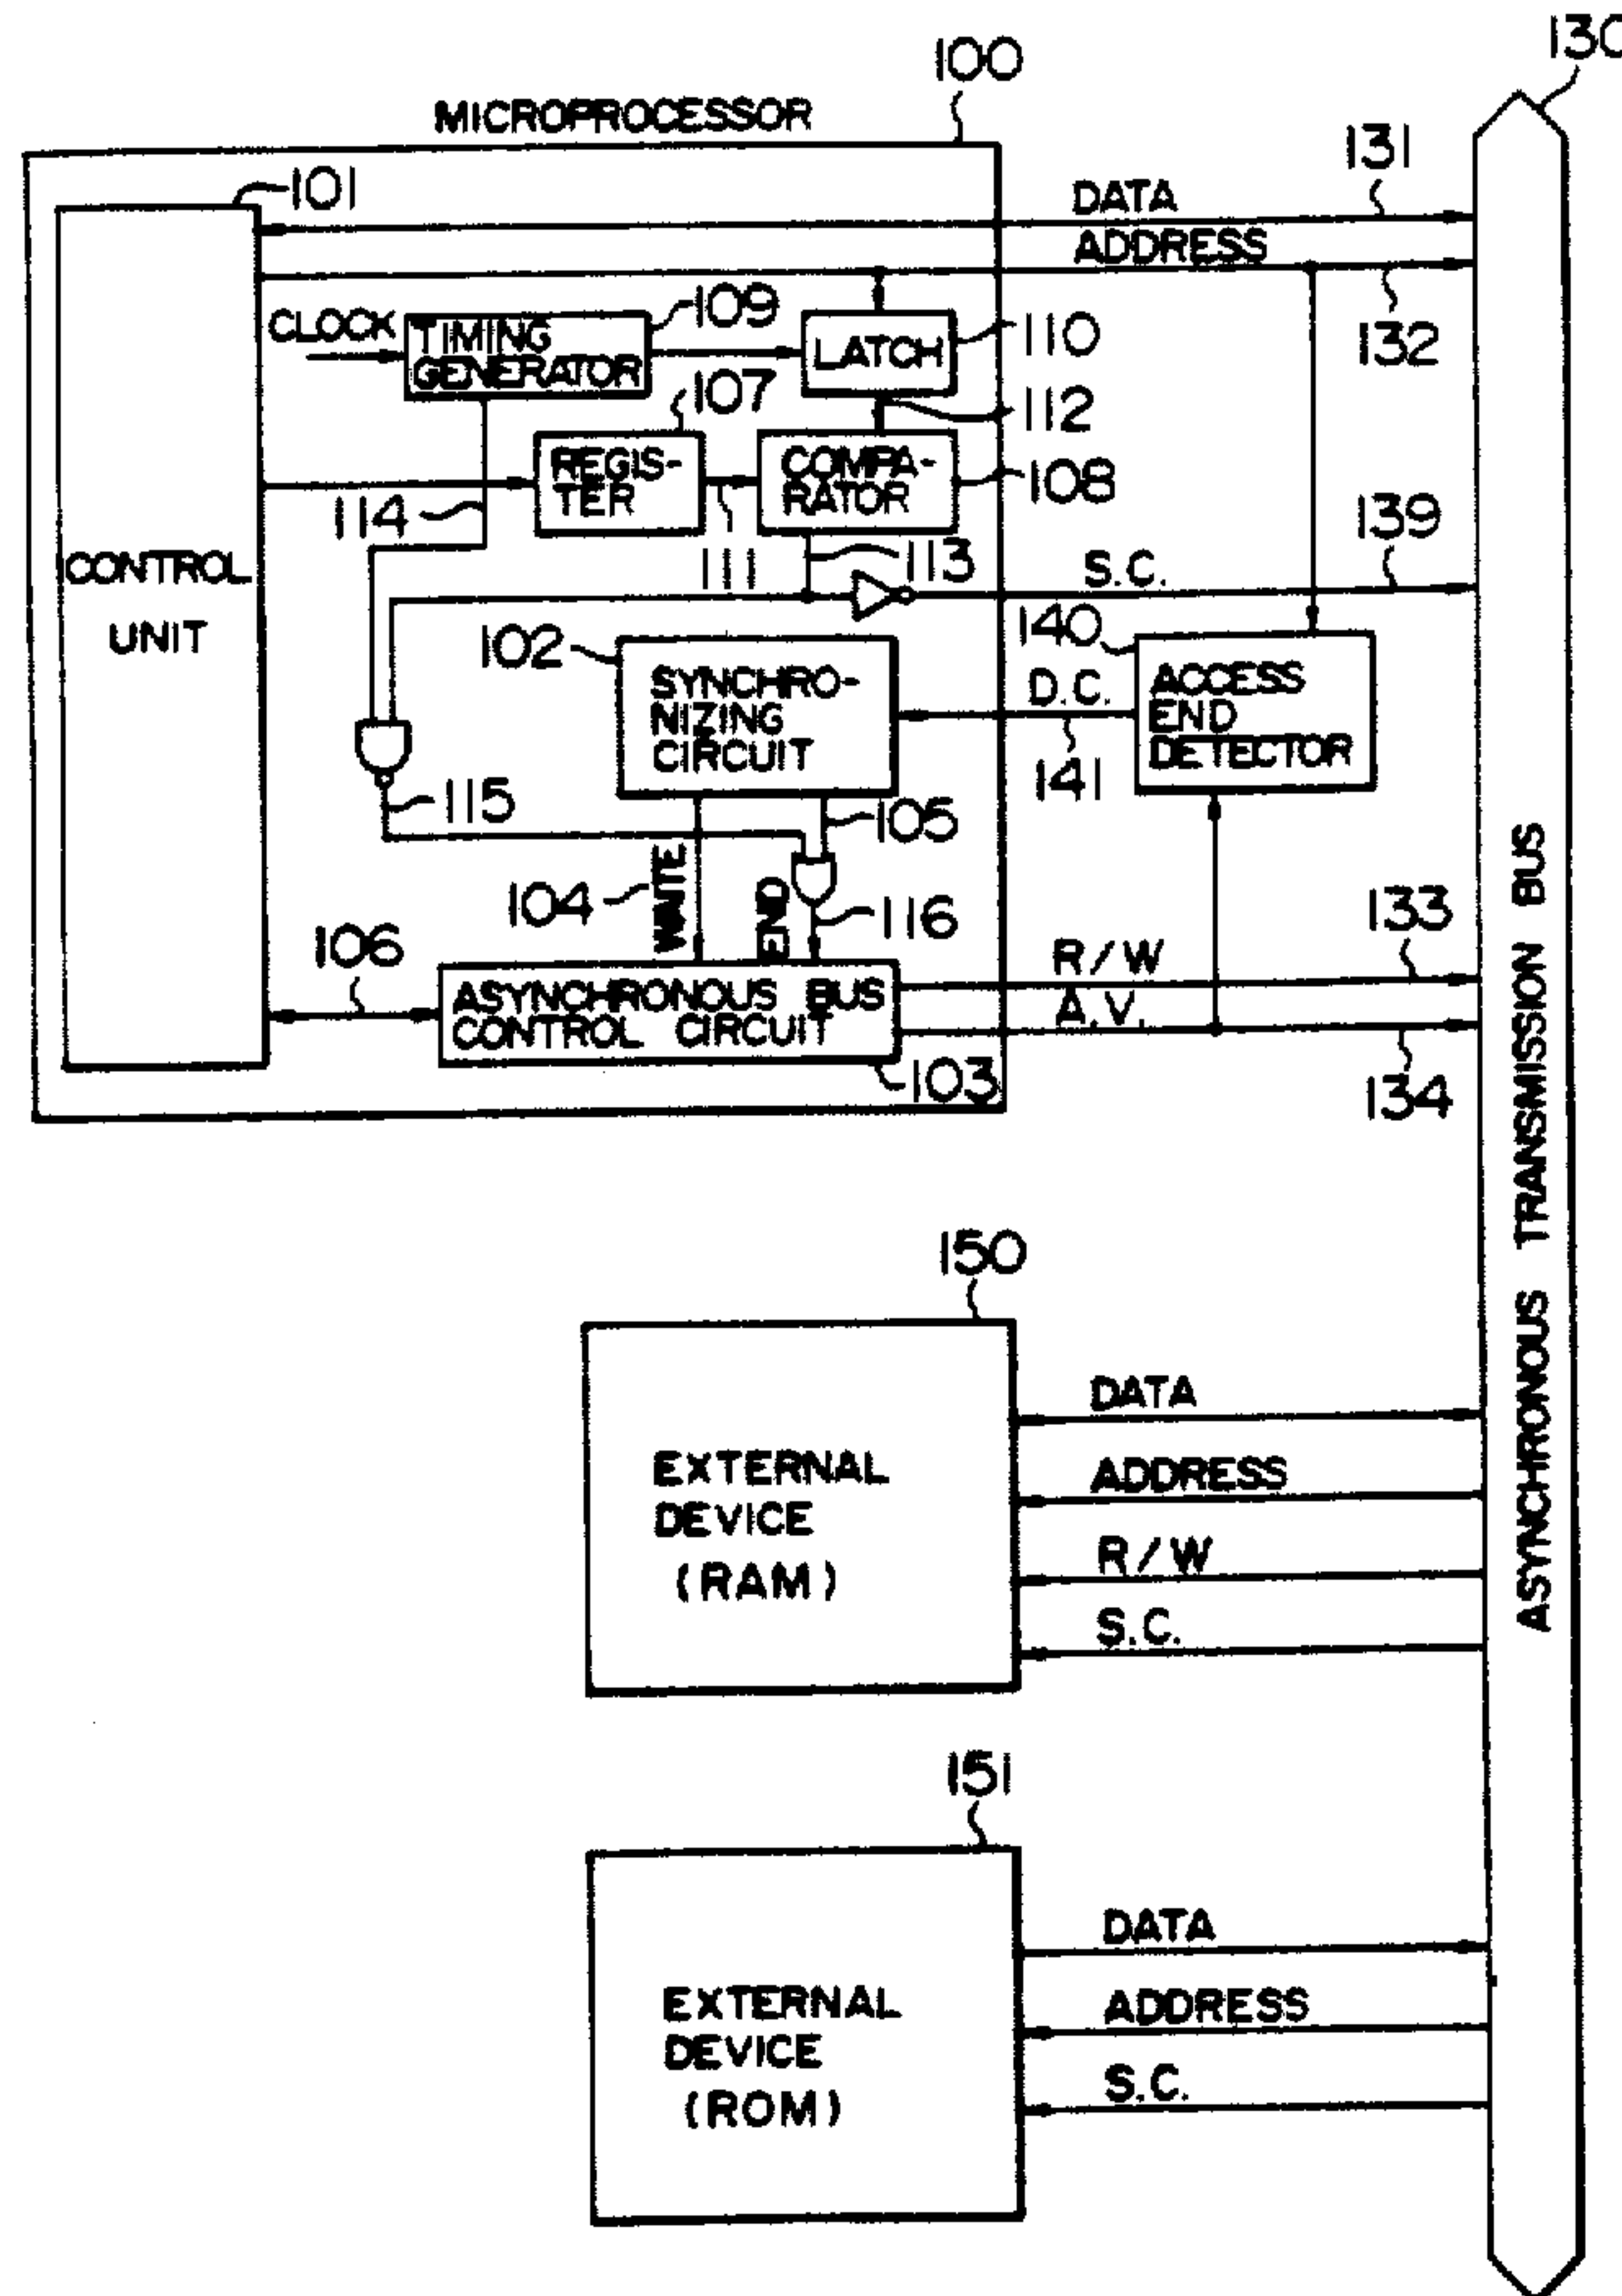 130
100
MICROPROCESSOR
131
101
DATA
ADDRESS
109
CLOCK
TIMING
GENERATOR
LATCH
110
132
107
112
REGIS-
TER
COMPA-
RATOR
108
114
139
111
113
S.C.
CONTROL
UNIT
102
140
SYNCHRO-
NIZING
CIRCUIT
D.C.
ACCESS
END
DETECTOR
141
115
105
104
WAITE
END
116
106
133
R/W
A.V.
ASYNCHRONOUS BUS
CONTROL CIRCUIT
103
134
ASYNCHRONOUS TRANSMISSION BUS
150
EXTERNAL
DEVICE
(RAM)
DATA
ADDRESS
R/W
S.C.
151
EXTERNAL
DEVICE
(ROM)
DATA
ADDRESS
S.C.